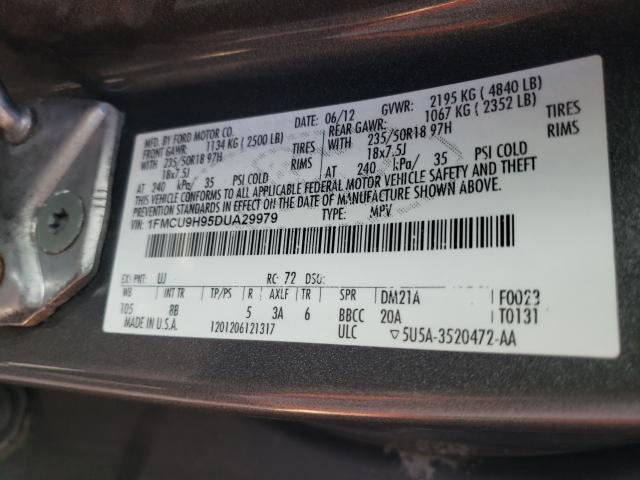 MFD. BY FORD MOTOR CO.
06/12 GVWR: 2195 KG ( 4840 LB)
FRONT GAWR: 1134 KG ( 2500 LB)
REAR GAWR: 1067 KG ( 2352 LB)
WITH 235/50R18 97H TIRES
WITH 235/50R18 97H TIRES
18x7.5J RIMS
18x7.5J RIMS
AT 240 kPa/ 35 PSI COLD
AT 240 kPa/ 35 PSI COLD
THIS VEHICLE CONFORMS TO ALL APPLICABLE FEDERAL MOTOR VEHICLE SAFETY AND THEFT
PREVENTION STANDARDS IN EFFECT ON THE DATE OF MANUFACTURE SHOWN ABOVE.
VIN: 1FMCU9H95DUA29979
TYPE: MPV
EXT PNT: UJ RC: 72 DSO:
WB INT TR TP/PS R AXLE TR SPR DM21A F0023
105 8B 5 3A 6 BBCC 20A T0131
MADE IN U.S.A. 1201206121317 ULC 5U5A-3520472-AA